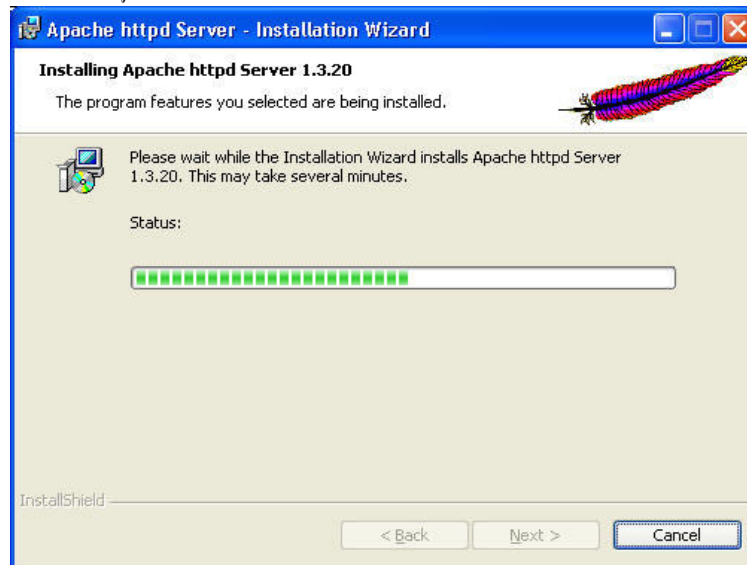 Apache httpd Server - Installation Wizard
Installing Apache httpd Server 1.3.20
The program features you selected are being installed.
Please wait while the Installation Wizard installs Apache httpd Server
1.3.20. This may take several minutes.
Status:
InstallShield
< Back Next > Cancel